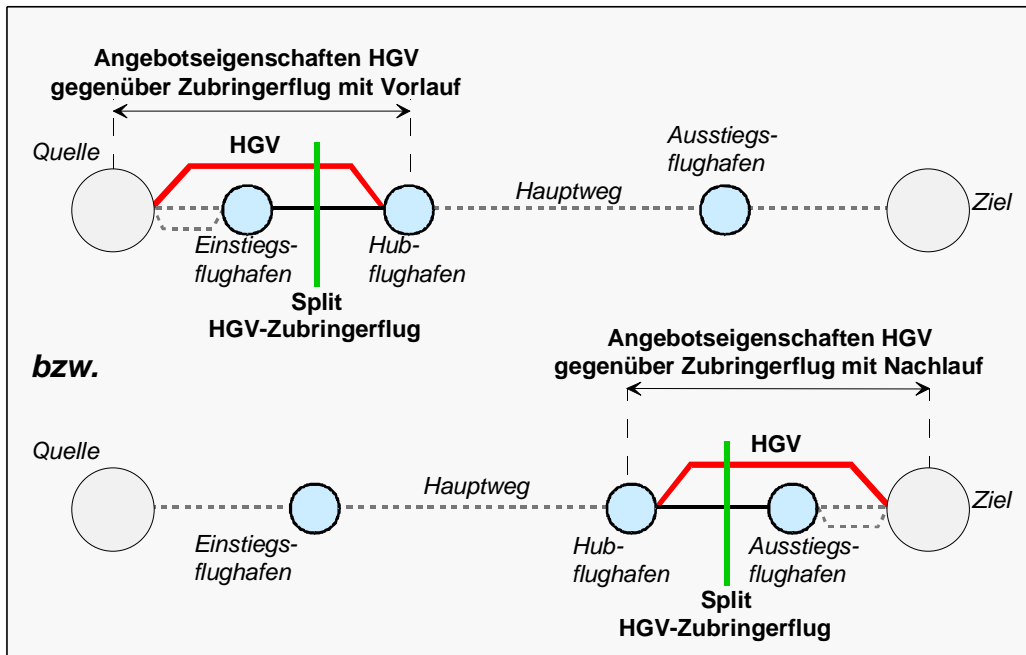 Angebotseigenschaften HGV
gegenüber Zubringerflug mit Vorlauf
Quelle
HGV
Ausstiegs-
flughafen
Hauptweg
Ziel
Einstiegs-
flughafen
Hub-
flughafen
Split
HGV-Zubringerflug
Angebotseigenschaften HGV
gegenüber Zubringerflug mit Nachlauf
bzw.
Quelle
HGV
Hauptweg
Ziel
Einstiegs-
flughafen
Hub-
flughafen
Ausstiegs-
flughafen
Split
HGV-Zubringerflug